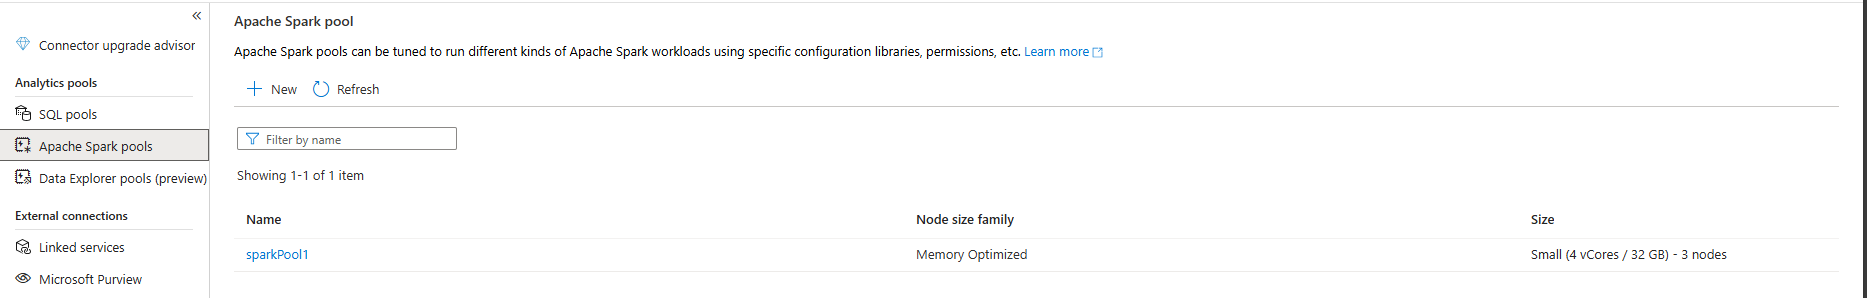 «
Connector upgrade advisor
Analytics pools
SQL pools
Apache Spark pools
Data Explorer pools (preview)
External connections
Linked services
Microsoft Purview
Apache Spark pool
Apache Spark pools can be tuned to run different kinds of Apache Spark workloads using specific configuration libraries, permissions, etc. Learn more
New Refresh
Filter by name
Showing 1-1 of 1 item
Name Node size family Size
sparkPool1 Memory Optimized Small (4 vCores / 32 GB) - 3 nodes